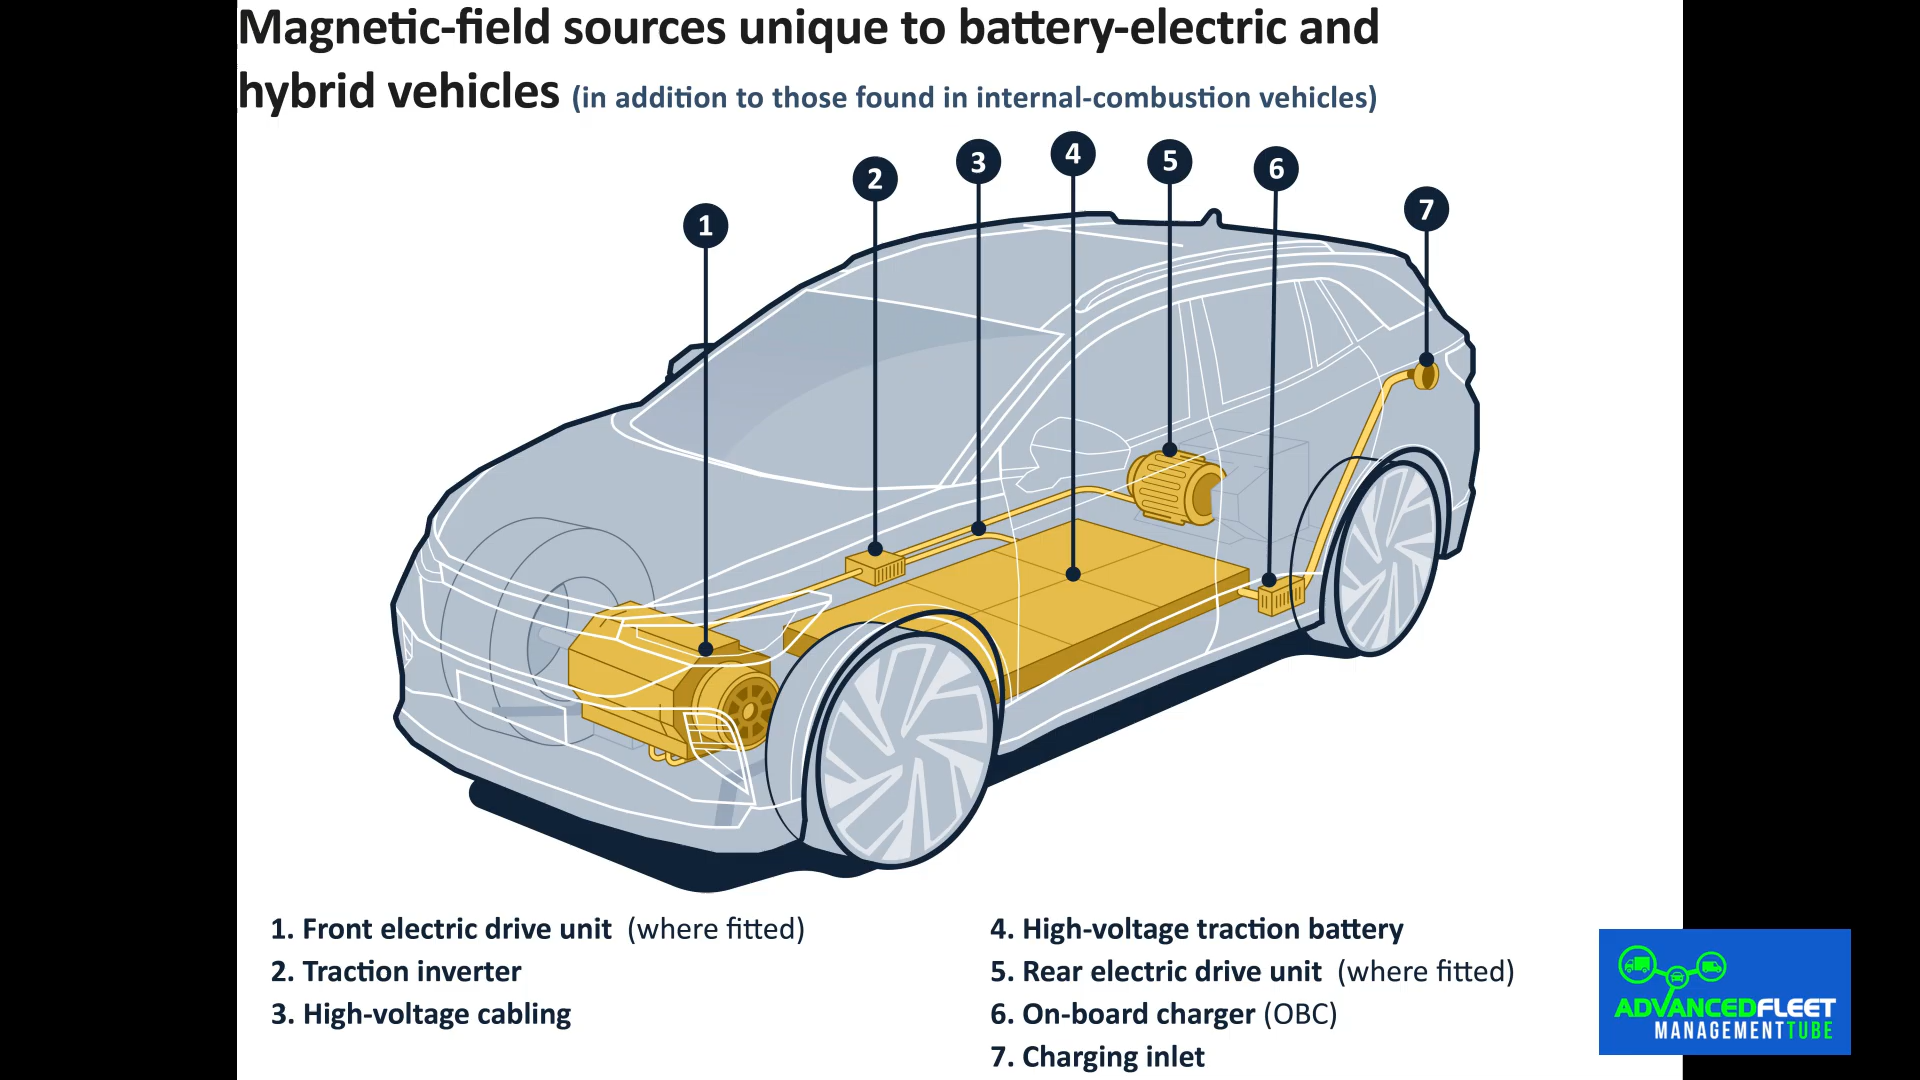 Magnetic-field sources unique to battery-electric and
hybrid vehicles (in addition to those found in internal-combustion vehicles)
1
2
3
4
5
6
7
1. Front electric drive unit (where fitted)
2. Traction inverter
3. High-voltage cabling
4. High-voltage traction battery
5. Rear electric drive unit (where fitted)
6. On-board charger (OBC)
7. Charging inlet
ADVANCEDFLEET
MANAGEMENTTUBE